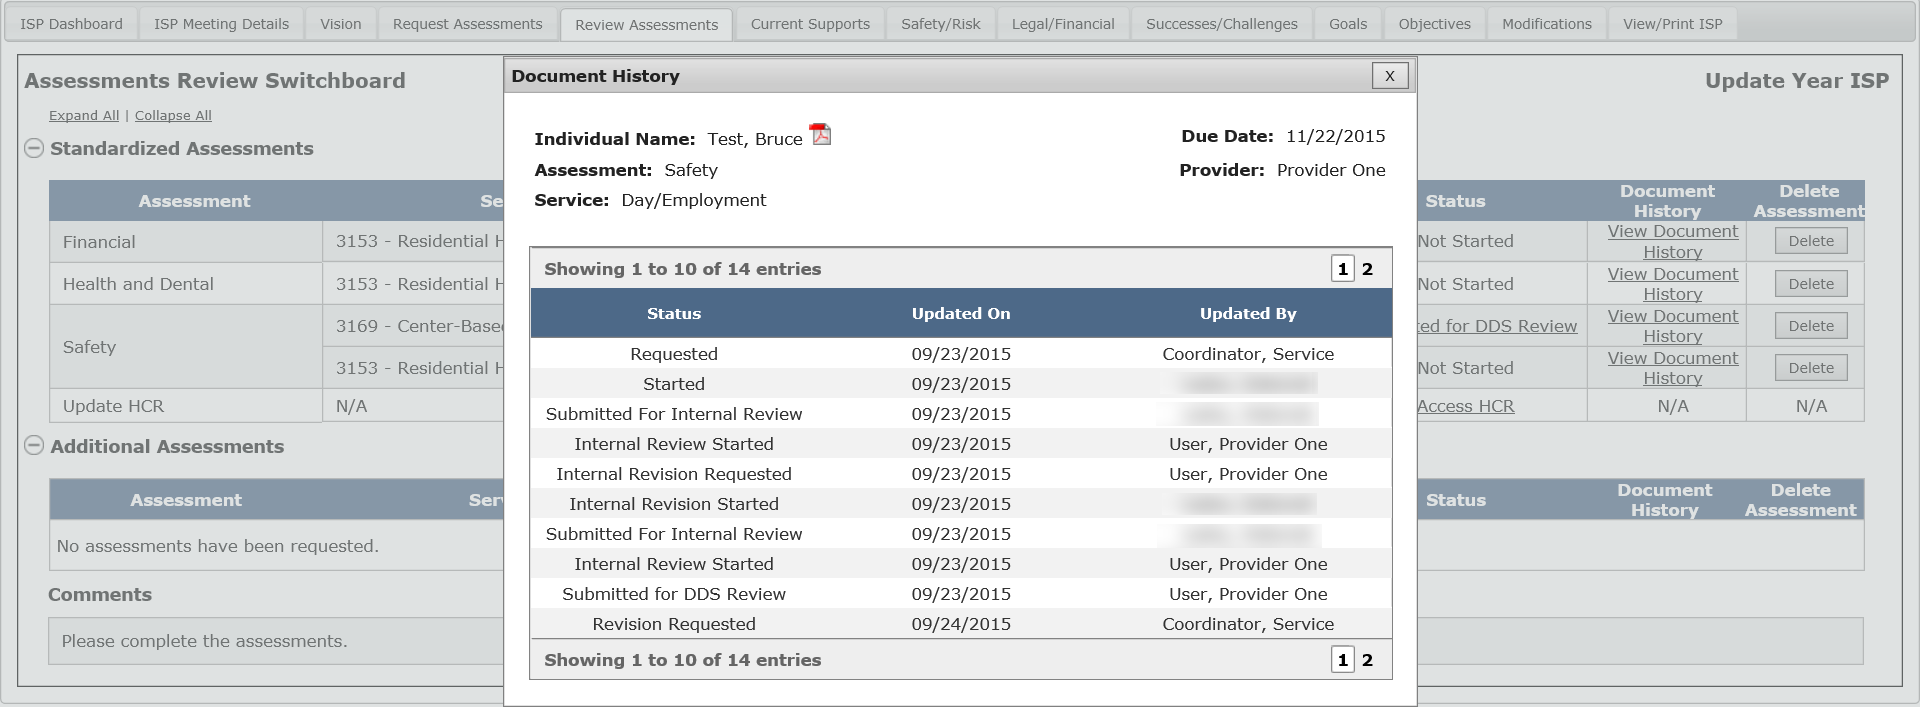 ISP Dashboard ISP Meeting Details Vision Request Assessments Review Assessments Current Supports Safety/Risk Legal/Financial Successes/Challenges Goals Objectives Modifications View/Print ISP
Assessments Review Switchboard
Update Year ISP
Expand All | Collapse All
Standardized Assessments
Assessment Se Status Document History Delete Assessment
Financial 3153 - Residential H Not Started View Document History Delete
Health and Dental 3153 - Residential H Not Started View Document History Delete
Safety 3169 - Center-Base ed for DDS Review View Document History Delete
3153 - Residential H Not Started View Document History Delete
Update HCR N/A Access HCR N/A N/A
Additional Assessments
Assessment Serv Status Document History Delete Assessment
No assessments have been requested.
Comments
Please complete the assessments.
Document History X
Individual Name: Test, Bruce Due Date: 11/22/2015
Assessment: Safety Provider: Provider One
Service: Day/Employment
Showing 1 to 10 of 14 entries 1 2
Status Updated On Updated By
Requested 09/23/2015 Coordinator, Service
Started 09/23/2015
Submitted For Internal Review 09/23/2015
Internal Review Started 09/23/2015 User, Provider One
Internal Revision Requested 09/23/2015 User, Provider One
Internal Revision Started 09/23/2015
Submitted For Internal Review 09/23/2015
Internal Review Started 09/23/2015 User, Provider One
Submitted for DDS Review 09/23/2015 User, Provider One
Revision Requested 09/24/2015 Coordinator, Service
Showing 1 to 10 of 14 entries 1 2